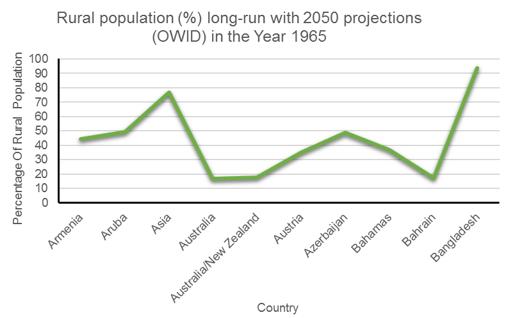 Rural population (%) long-run with 2050 projections
(OWID) in the Year 1965
Percentage Of Rural Population
100
90
80
70
60
50
40
30
20
10
0
Armenia
Aruba
Asia
Australia
Australia/New Zealand
Austria
Azerbaijan
Bahamas
Bahrain
Bangladesh
Country